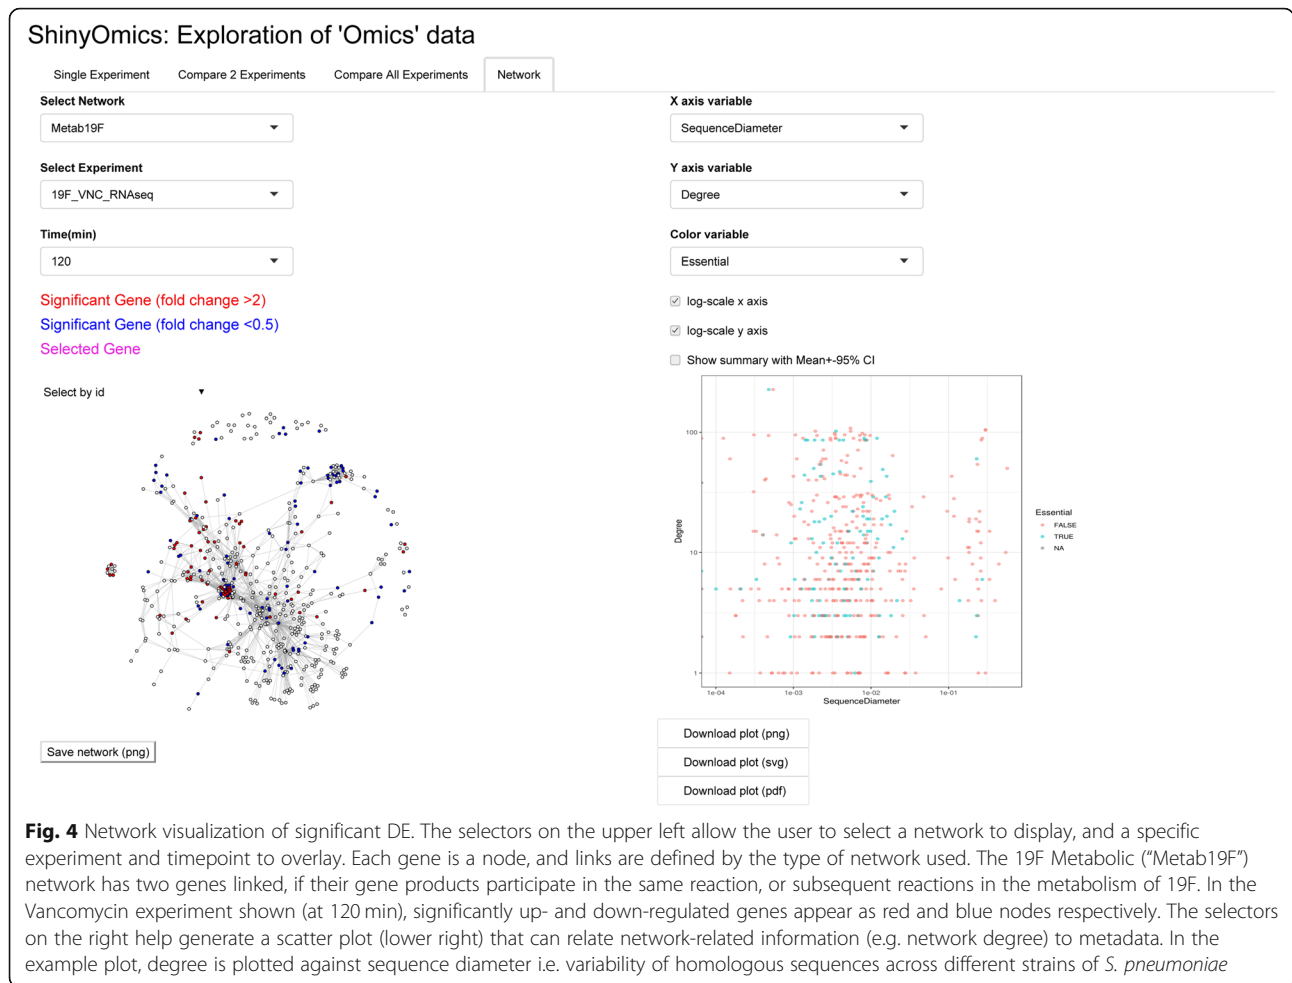 ShinyOmics: Exploration of 'Omics' data
Single Experiment
Compare 2 Experiments
Compare All Experiments
Network
Select Network
Metab19F
Select Experiment
19F_VNC_RNAseq
Time(min)
120
Significant Gene (fold change >2)
Significant Gene (fold change <0.5)
Selected Gene
Select by id
Save network (png)
X axis variable
SequenceDiameter
Y axis variable
Degree
Color variable
Essential
log-scale x axis
log-scale y axis
Show summary with Mean+-95% CI
100
10
1
Degree
1e-04
1e-03
1e-02
1e-01
SequenceDiameter
Essential
FALSE
TRUE
NA
Download plot (png)
Download plot (svg)
Download plot (pdf)
Fig. 4 Network visualization of significant DE. The selectors on the upper left allow the user to select a network to display, and a specific
experiment and timepoint to overlay. Each gene is a node, and links are defined by the type of network used. The 19F Metabolic (“Metab19F”)
network has two genes linked, if their gene products participate in the same reaction, or subsequent reactions in the metabolism of 19F. In the
Vancomycin experiment shown (at 120 min), significantly up- and down-regulated genes appear as red and blue nodes respectively. The selectors
on the right help generate a scatter plot (lower right) that can relate network-related information (e.g. network degree) to metadata. In the
example plot, degree is plotted against sequence diameter i.e. variability of homologous sequences across different strains of S. pneumoniae